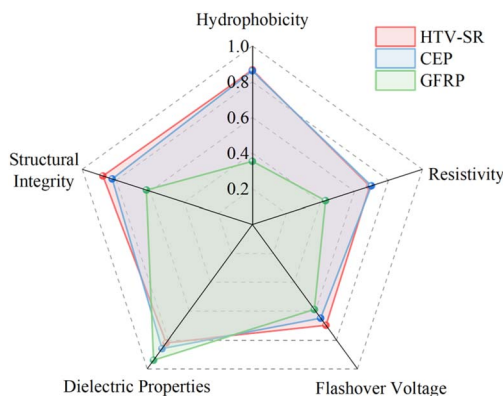 Hydrophobicity
HTV-SR
CEP
GFRP
1.0
0.8
0.6
0.4
0.2
Structural
Integrity
Resistivity
Dielectric Properties
Flashover Voltage